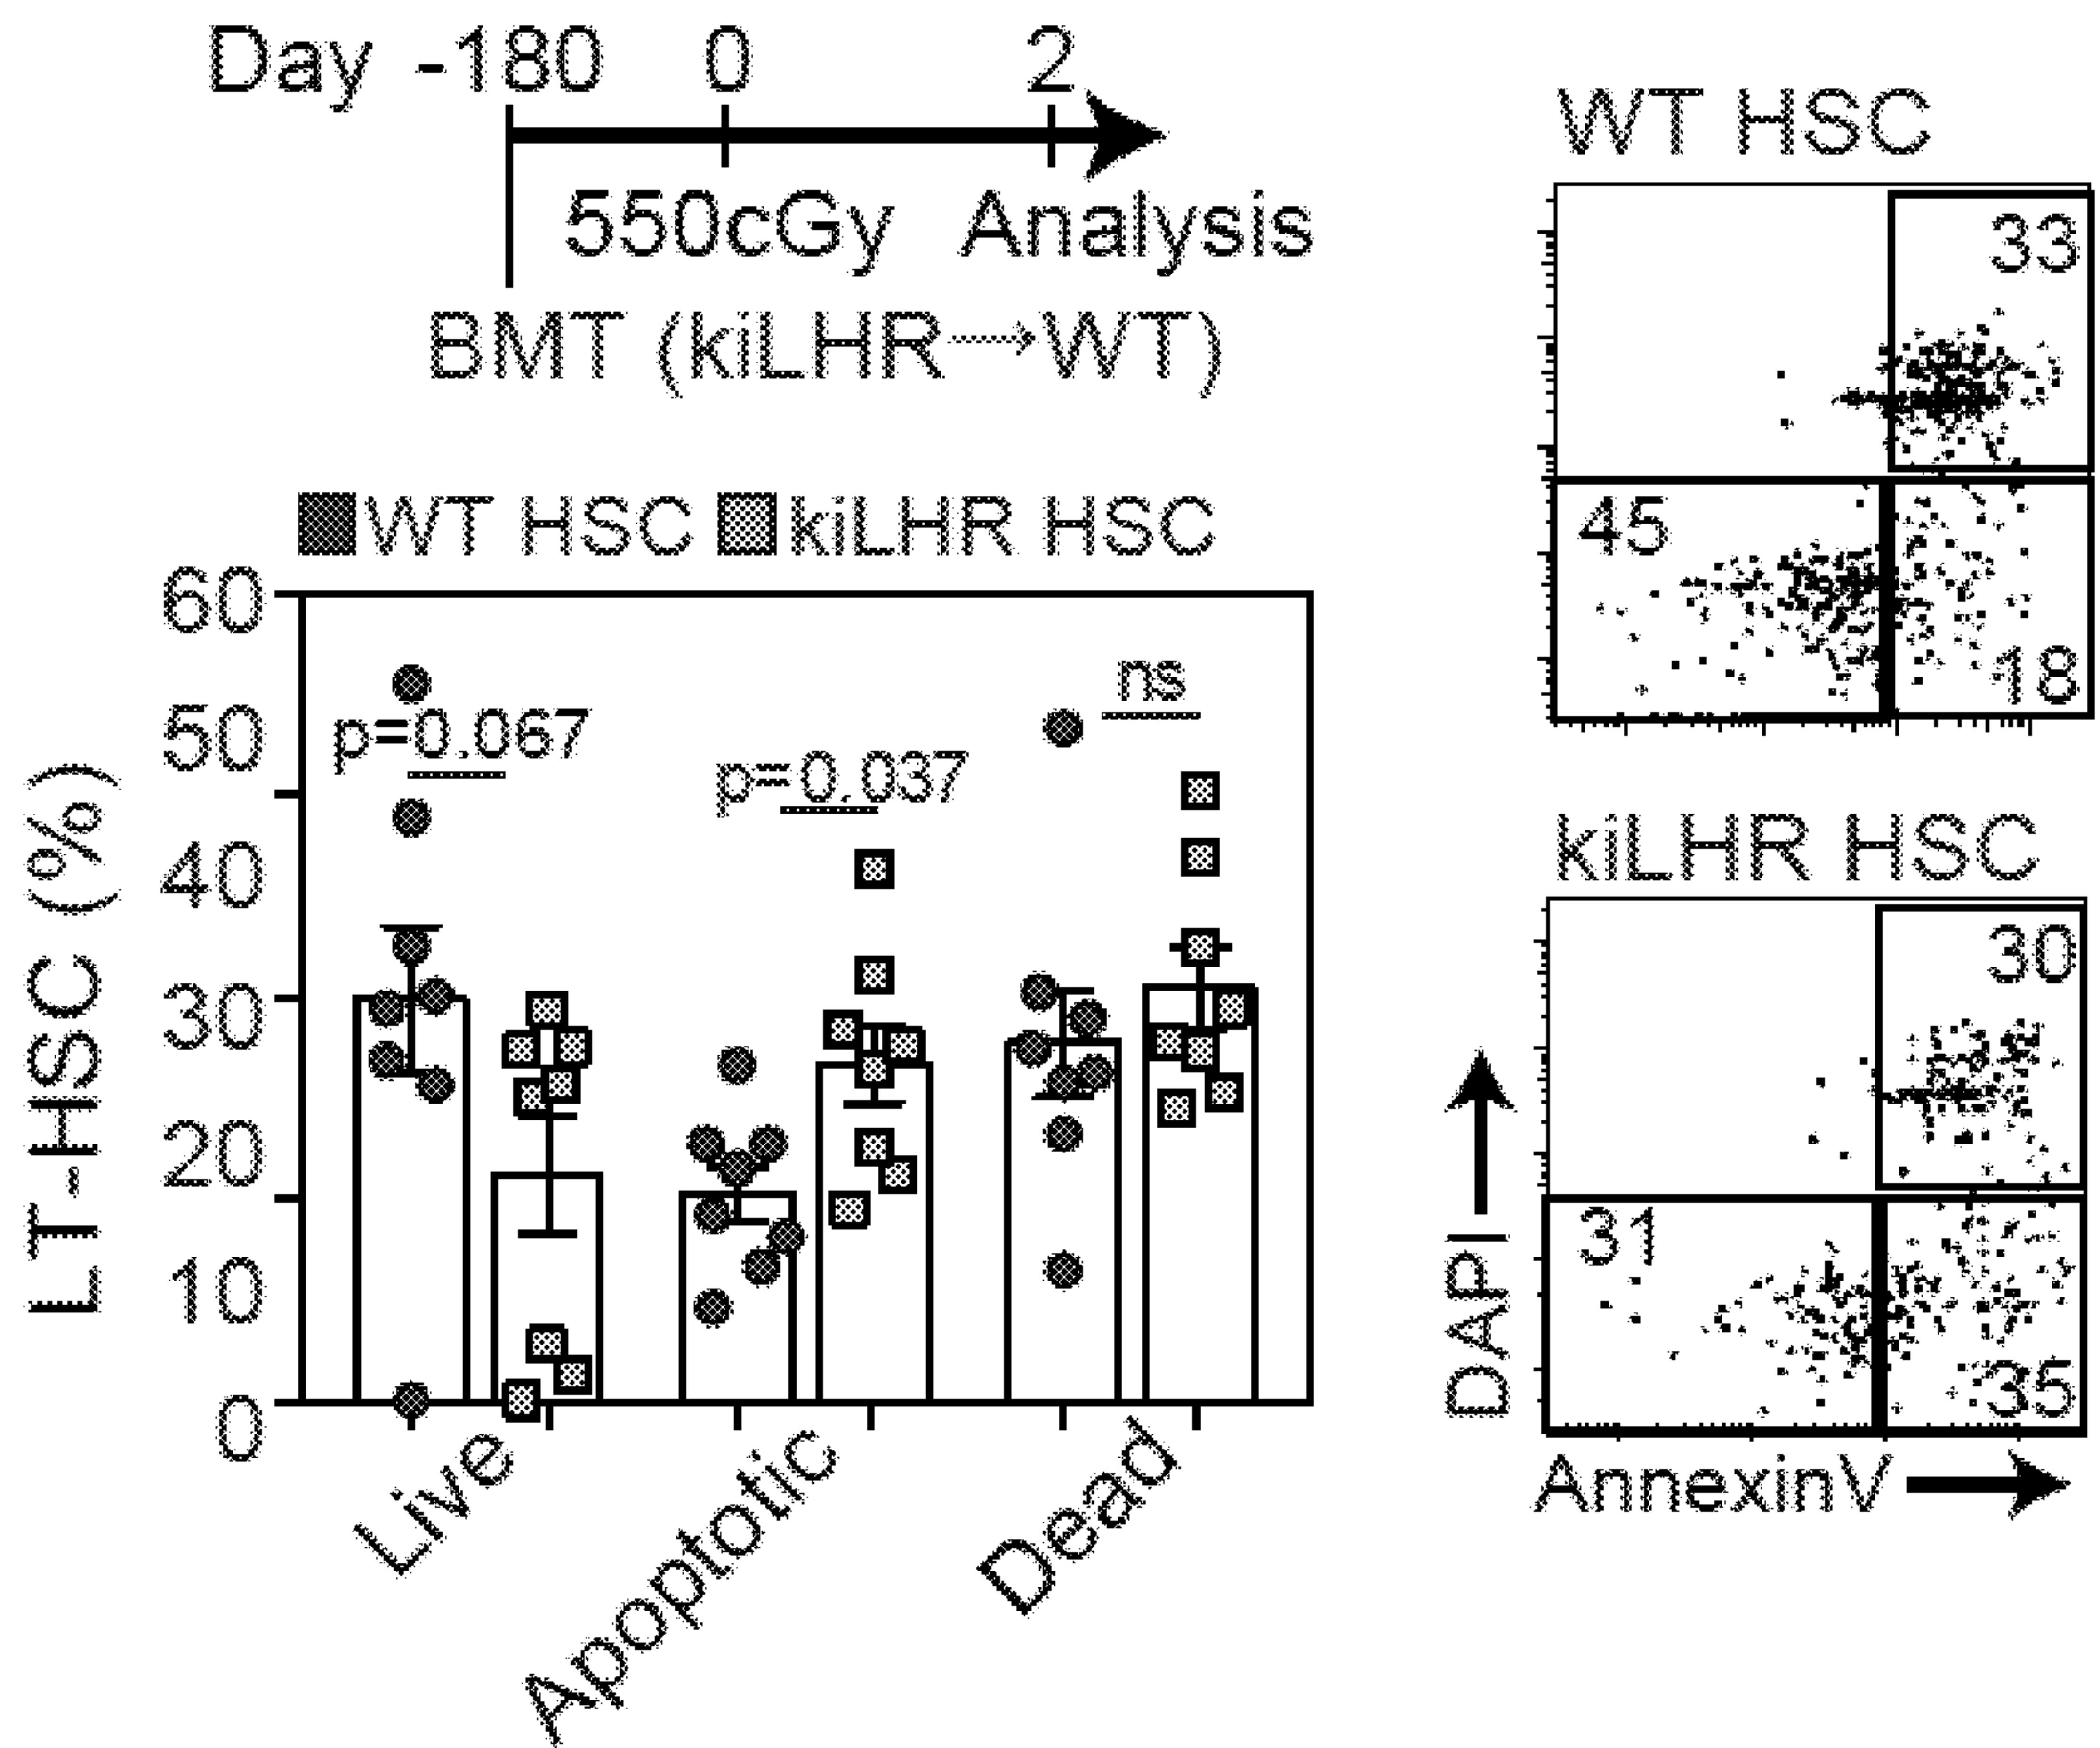 Day -180 0 2
550cGy Analysis
BMT (kiLHR→WT)
WT HSC kiLHR HSC
LT-HSC (%)
60
50
40
30
20
10
0
p=0.067
p=0.037
ns
Live
Apoptotic
Dead
WT HSC
33
45
18
kiLHR HSC
30
31
35
DAPI
AnnexinV